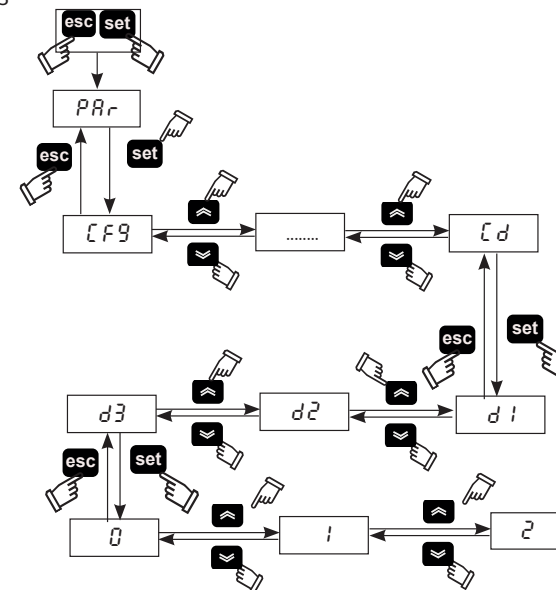 esc set
PAr
esc set
CF9 ........ Cd
esc set
d3 d2 d1
esc set
0 1 2